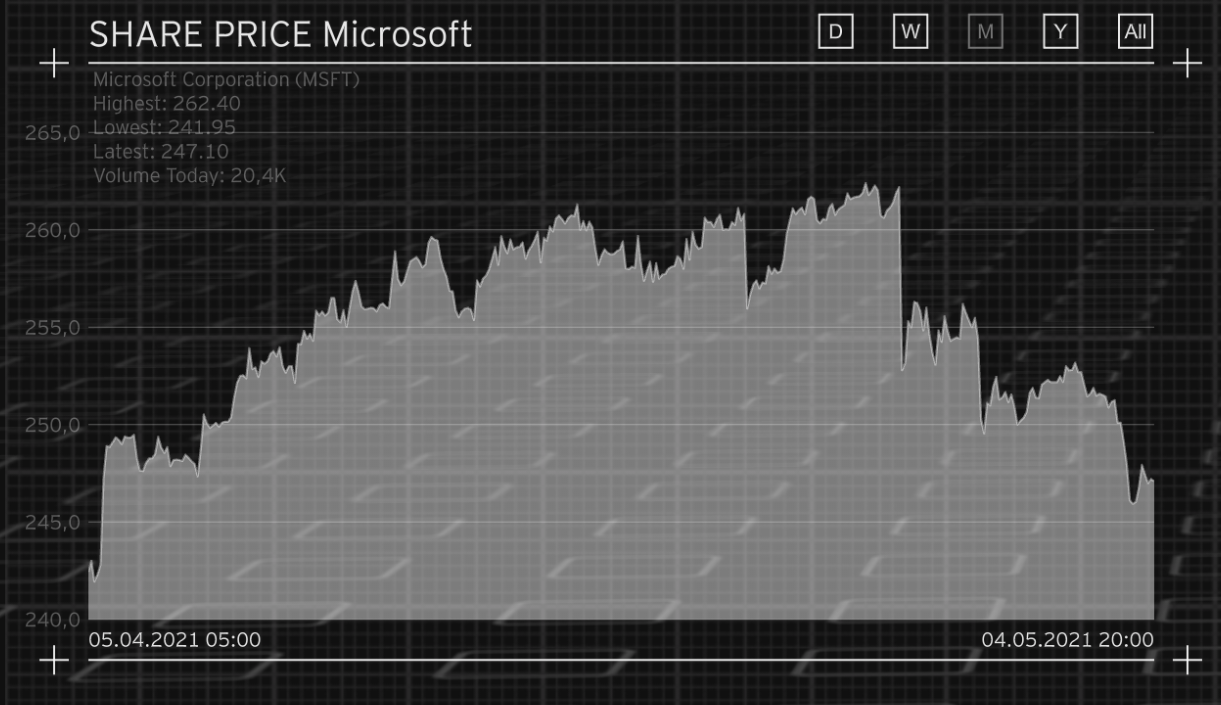 SHARE PRICE Microsoft
D W M Y All
Microsoft Corporation (MSFT)
Highest: 262.40
Lowest: 241.95
Latest: 247.10
Volume Today: 20,4K
265,0
260,0
255,0
250,0
245,0
240,0
05.04.2021 05:00
04.05.2021 20:00